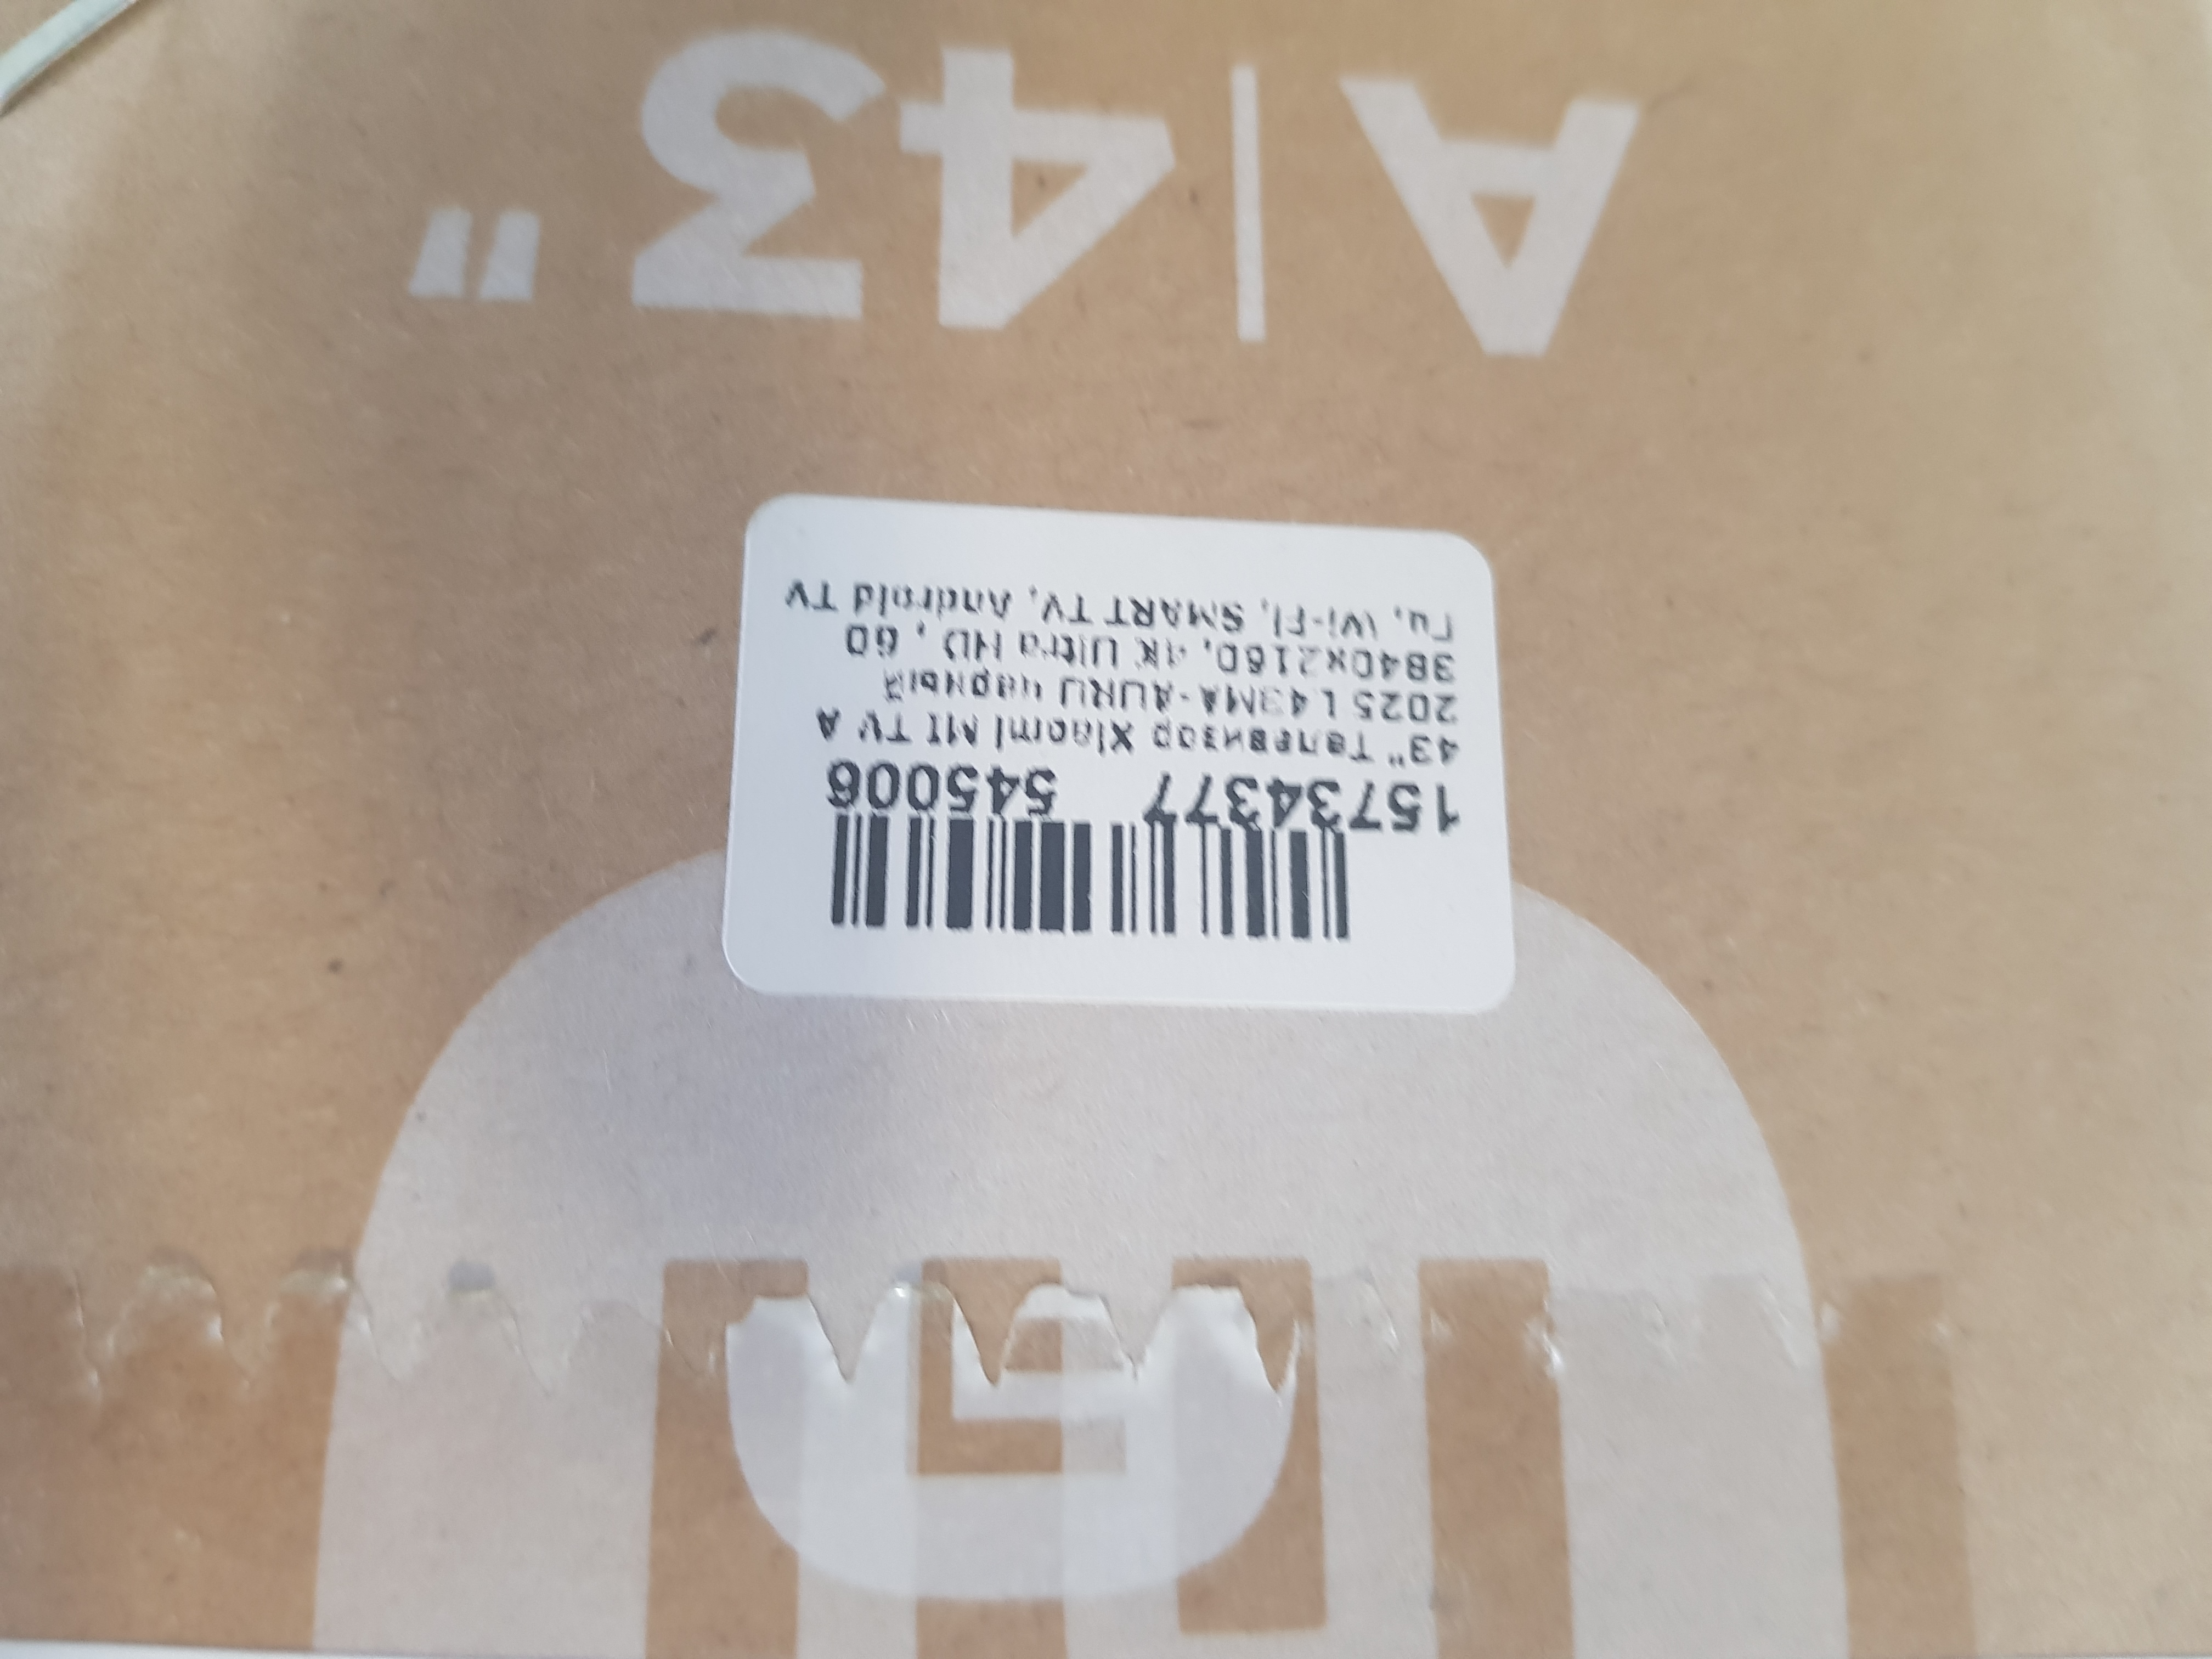 A | 43"
15734377 545006
43" Телевизор Xiaomi MI TV A
2025 L43MA-AURU черный
3840x2160, 4K Ultra HD, 60
Гц, Wi-Fi, SMART TV, Android TV